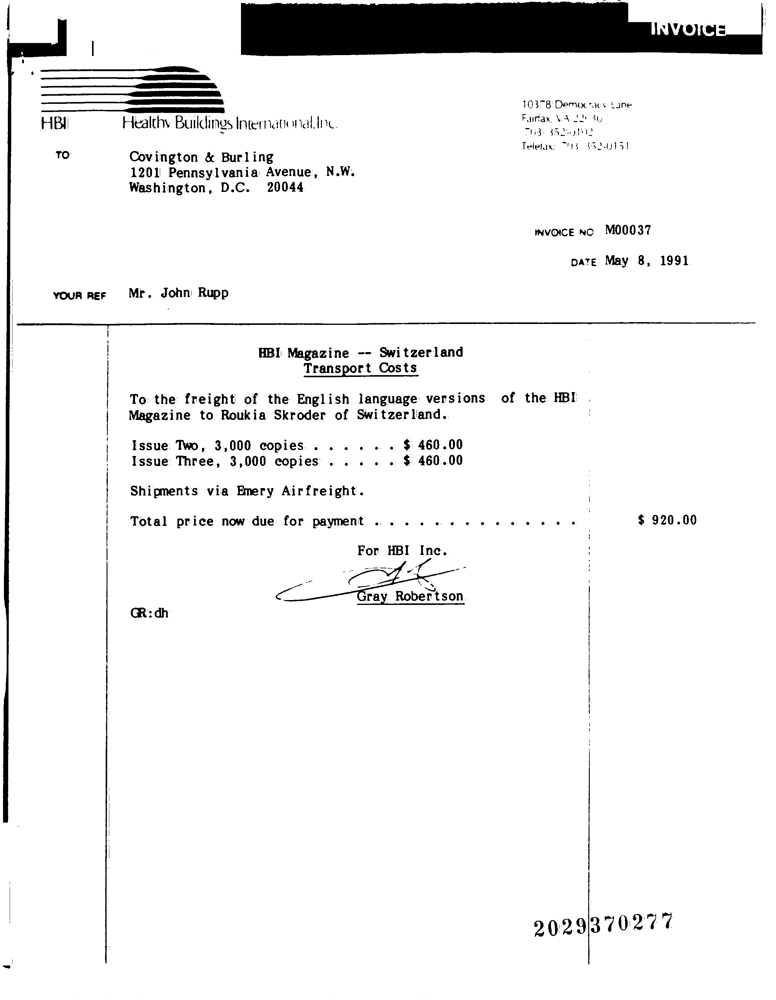 INVOICE
HBI Healthy Buildings International, Inc.
10378 Democracy Lane
Fairfax, VA
Telefax: 703 352-0151
TO Covington & Burling
1201 Pennsylvania Avenue, N.W.
Washington, D.C. 20044
INVOICE NO M00037
DATE May 8, 1991
YOUR REF Mr. John Rupp
HBI Magazine -- Switzerland
Transport Costs
To the freight of the English language versions of the HBI
Magazine to Roukia Skroder of Switzerland.
Issue Two, 3,000 copies . . . . . . $ 460.00
Issue Three, 3,000 copies . . . . . $ 460.00
Shipments via Emery Airfreight.
Total price now due for payment . . . . . . . . . . . . . . $ 920.00
For HBI Inc.
Gray Robertson
GR:dh
2029370277